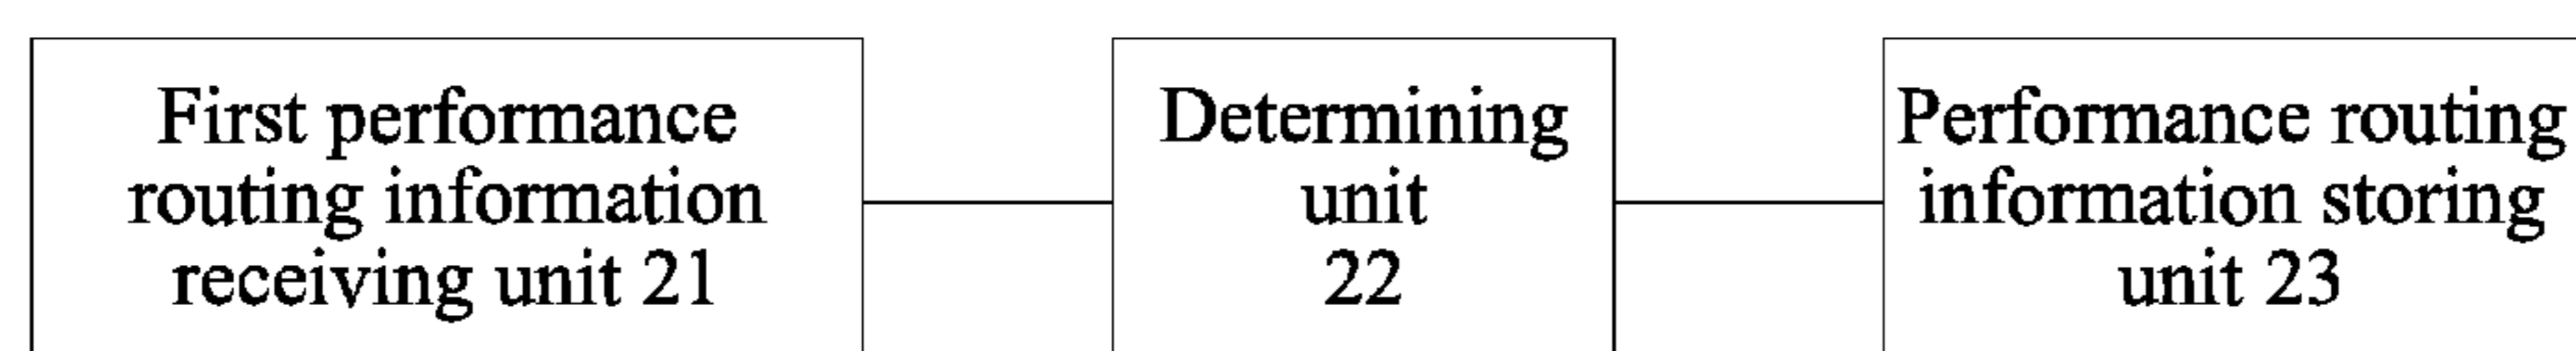 First performance
routing information
receiving unit 21
Determining
unit
22
Performance routing
information storing
unit 23